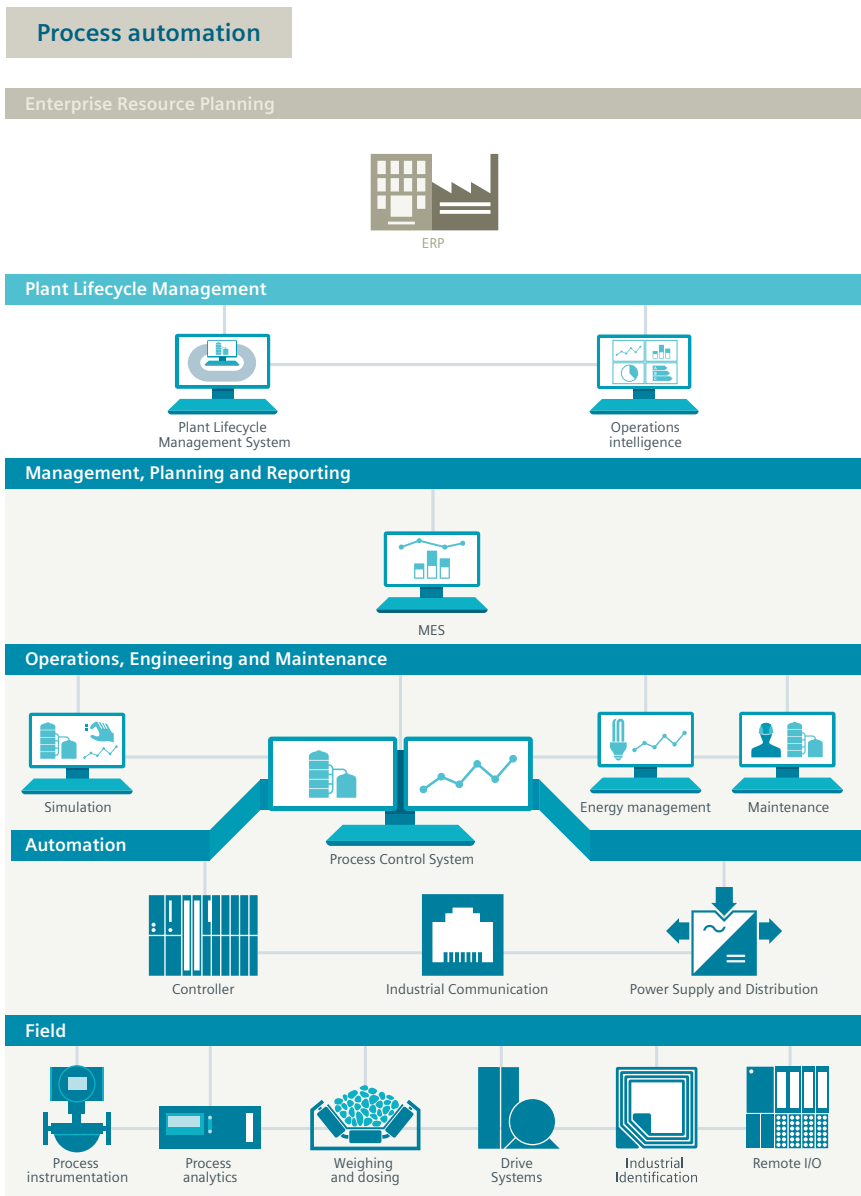 Process automation
Enterprise Resource Planning
ERP
Plant Lifecycle Management
Plant Lifecycle
Management System
Operations
intelligence
Management, Planning and Reporting
MES
Operations, Engineering and Maintenance
Simulation
Energy management
Maintenance
Automation
Process Control System
Controller
Industrial Communication
Power Supply and Distribution
Field
Process
instrumentation
Process
analytics
Weighing
and dosing
Drive
Systems
Industrial
Identification
Remote I/O